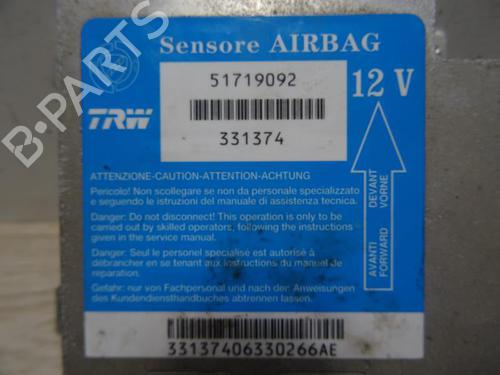 Sensore AIRBAG
51719092
12 V
TRW
331374
ATTENZIONE-CAUTION-ATTENTION-ACHTUNG
Pericolo! Non scollegare se non da personale specializzato
e seguendo le istruzioni del manuale di assistenza tecnica.
Danger: Do not disconnect! This operation is only to be
carried out by skilled operators, following the instructions
given in the service manual.
Danger: Seul le personel specialisé est autorisé à
débrancher en se tenant aux instructions du manuel de
reparation.
Gefahr: nur von Fachpersonal und nach den Anweisungen
des Kundendiensthandbuches abtrennen lassen.
AVANTI DEVANT
FORWARD VORNE
33137406330266AE
B-PARTS